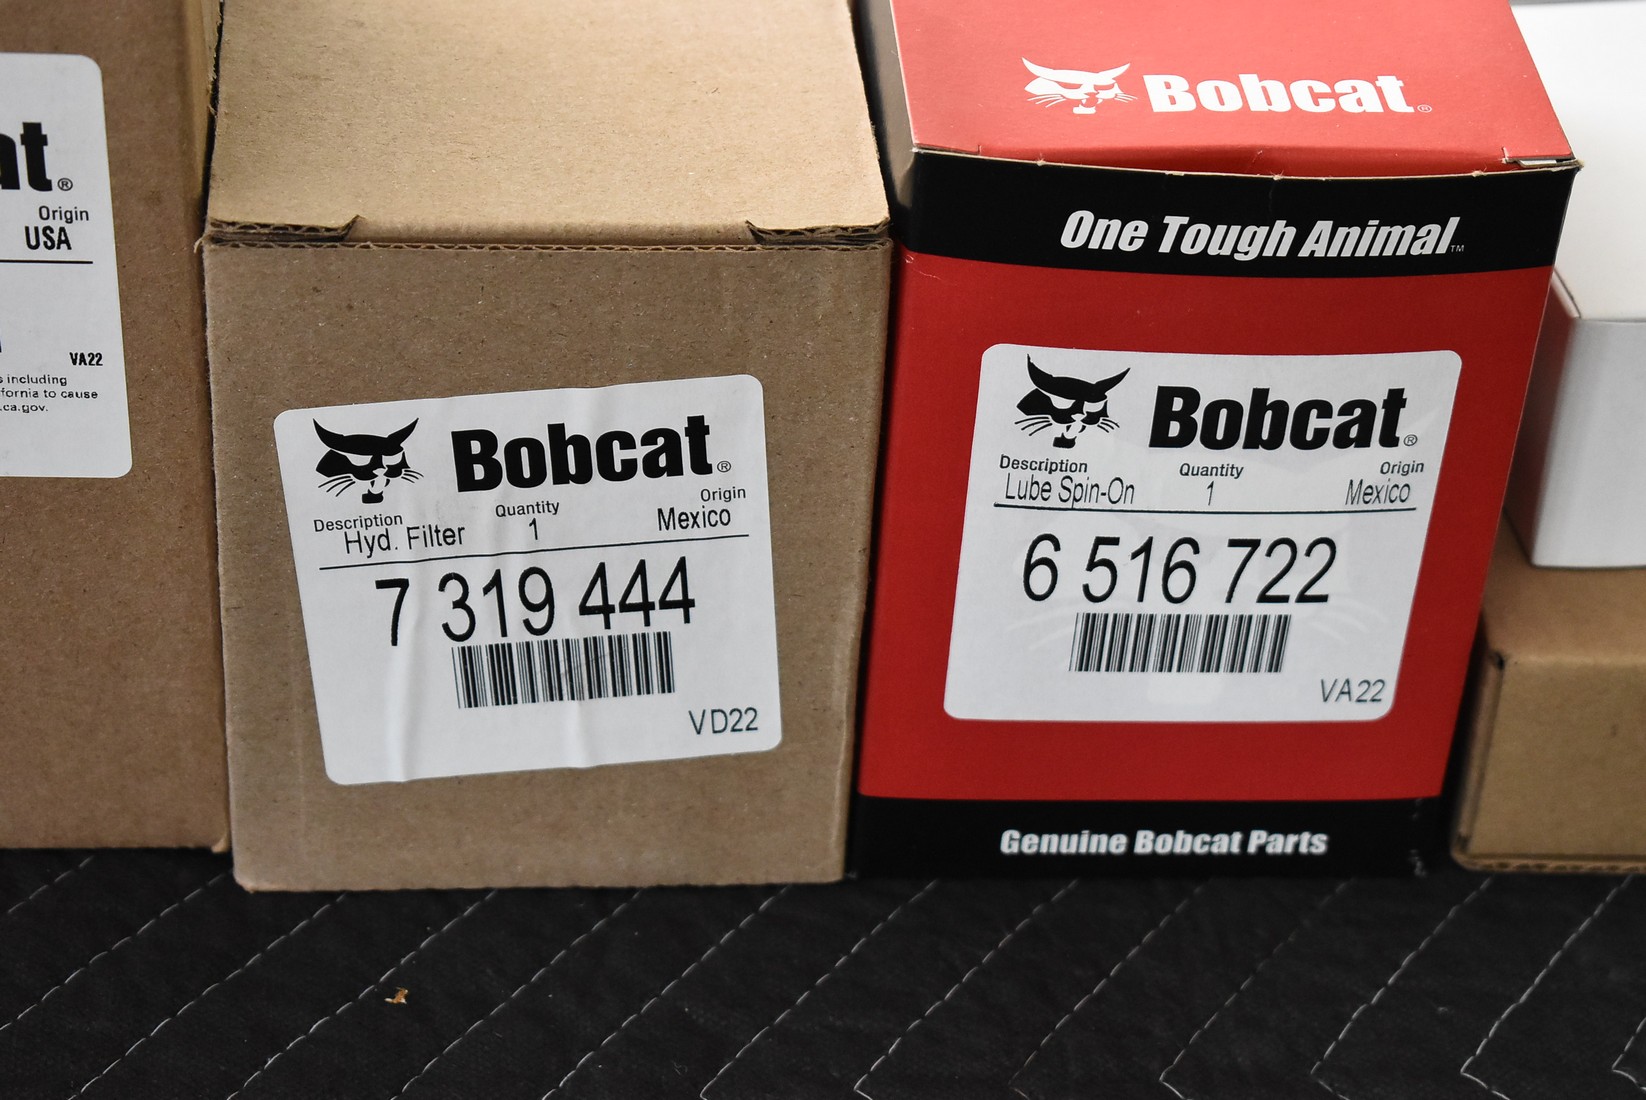 at®
Origin
USA
VA22
including
to cause
.ca.gov.
Bobcat®
Description Quantity Origin
Hyd. Filter 1 Mexico
7 319 444
VD22
Bobcat®
One Tough Animal™
Bobcat®
Description Quantity Origin
Lube Spin-On 1 Mexico
6 516 722
VA22
Genuine Bobcat Parts